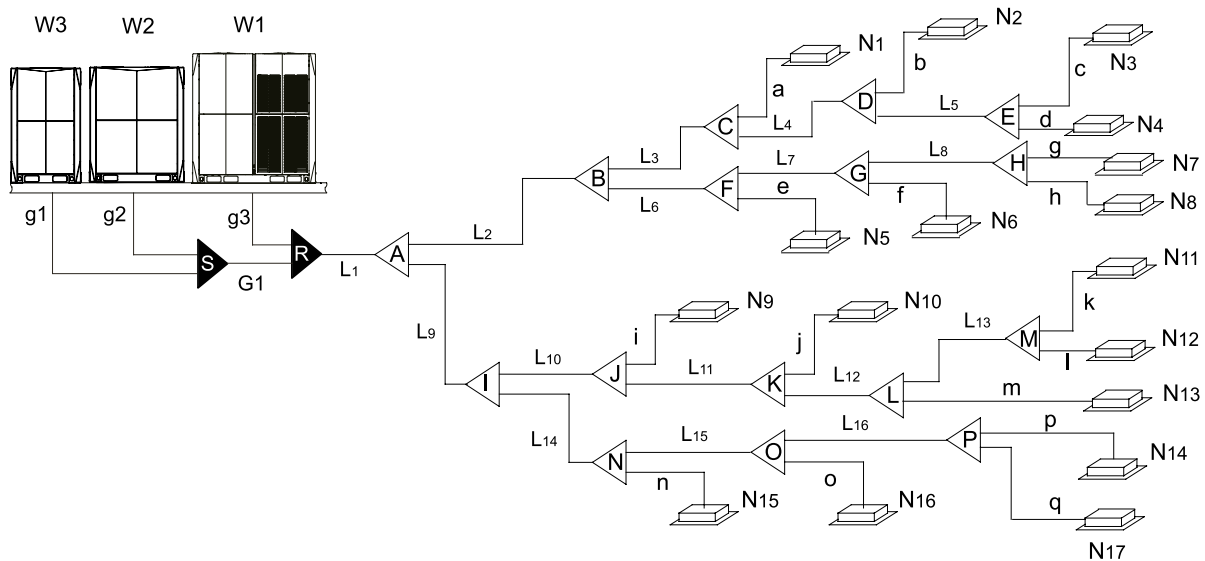 W3 W2 W1
N2
N1
N3
b
c
a
D
L5
E
C
L4
d
N4
L3
L7
L8
g
H
N7
B
G
e
f
F
L6
h
N8
g1 g2 g3
N6
L2
N5
R
A
S
L1
G1
N11
N9
N10
k
L9
L13
i
j
M
N12
L10
l
J
L11
K
L12
I
m
N13
L
L16
p
L15
L14
P
O
N14
N
n
o
q
N15
N16
N17